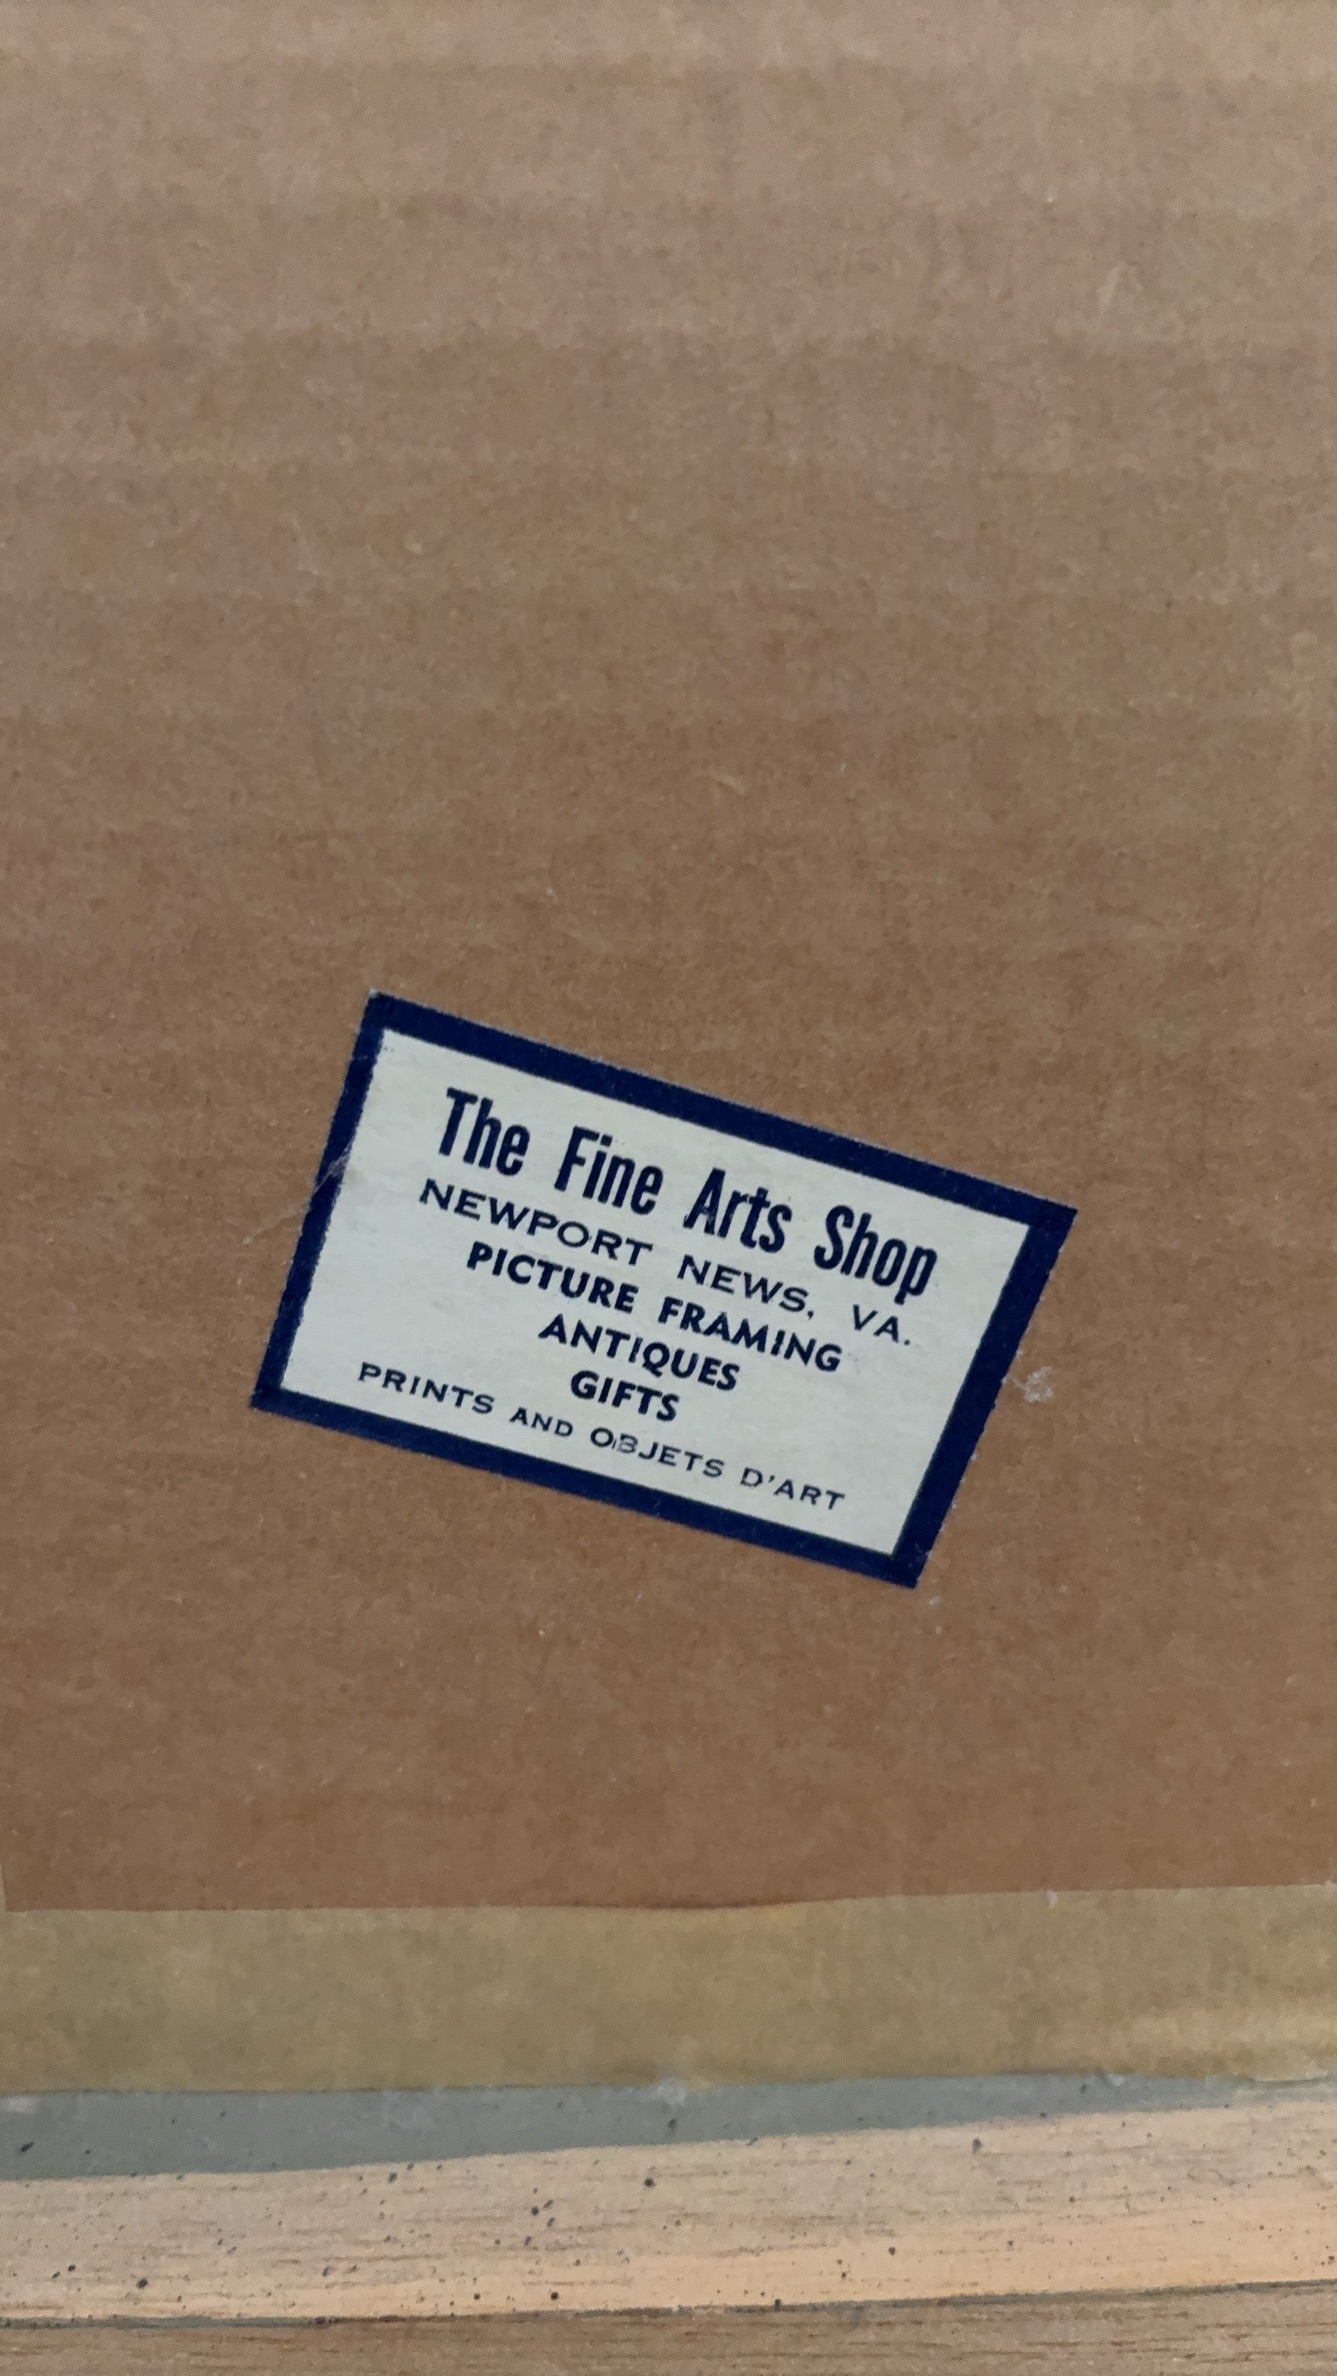 The Fine Arts Shop
NEWPORT NEWS, VA.
PICTURE FRAMING
ANTIQUES
GIFTS
PRINTS AND OBJETS D'ART